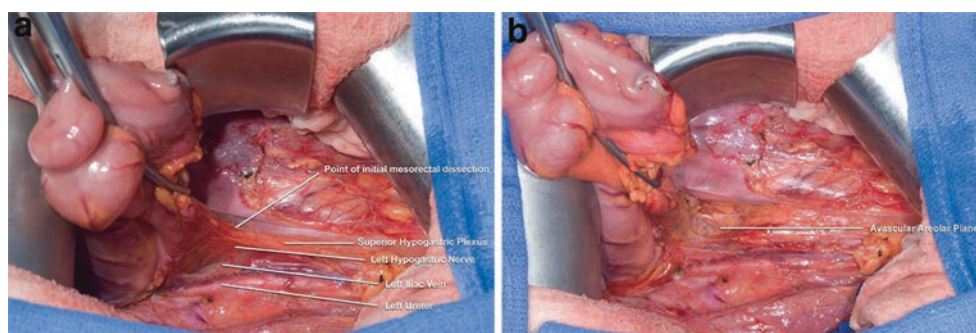 a
Point of initial mesorectal dissection
Superior Hypogastric Plexus
Left Hypogastric Nerve
Left Iliac Vein
Left Ureter
b
Avascular Areolar Plane